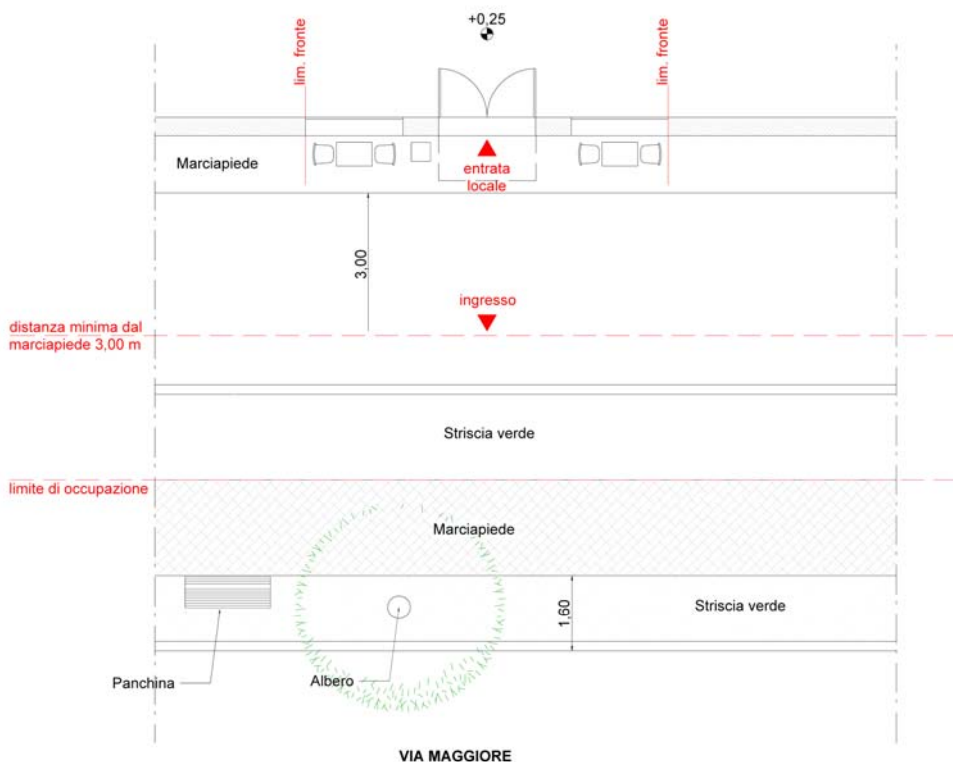 +0,25
lim. fronte
lim. fronte
Marciapiede
entrata
locale
3,00
ingresso
distanza minima dal
marciapiede 3,00 m
Striscia verde
limite di occupazione
Marciapiede
1,60
Striscia verde
Panchina
Albero
VIA MAGGIORE